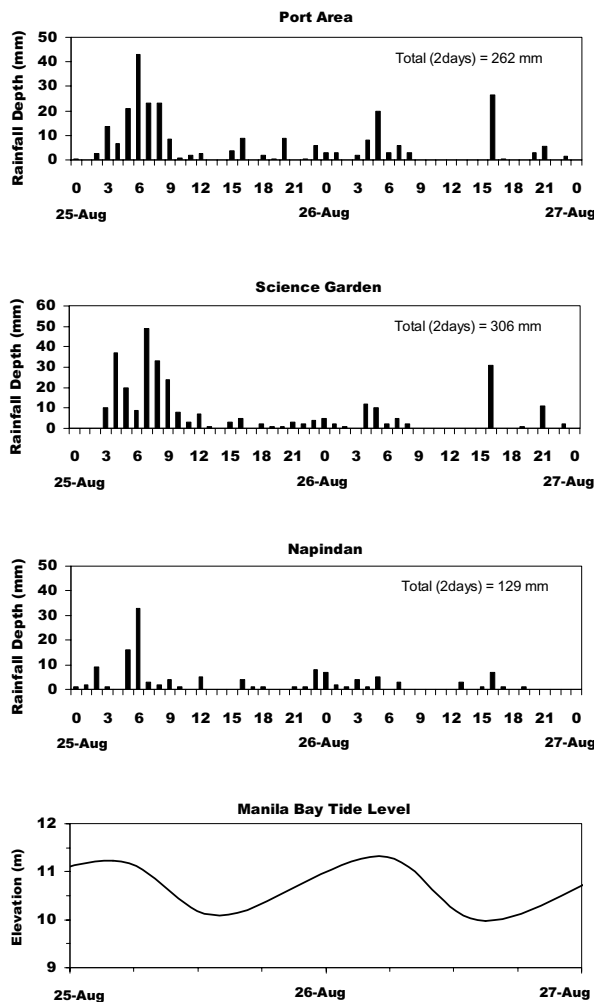 Port Area
Rainfall Depth (mm)
50
40
30
20
10
0
Total (2days) = 262 mm
0 3 6 9 12 15 18 21 0 3 6 9 12 15 18 21 0
25-Aug 26-Aug 27-Aug
Science Garden
Rainfall Depth (mm)
60
50
40
30
20
10
0
Total (2days) = 306 mm
0 3 6 9 12 15 18 21 0 3 6 9 12 15 18 21 0
25-Aug 26-Aug 27-Aug
Napindan
Rainfall Depth (mm)
50
40
30
20
10
0
Total (2days) = 129 mm
0 3 6 9 12 15 18 21 0 3 6 9 12 15 18 21 0
25-Aug 26-Aug 27-Aug
Manila Bay Tide Level
Elevation (m)
12
11
10
9
25-Aug 26-Aug 27-Aug